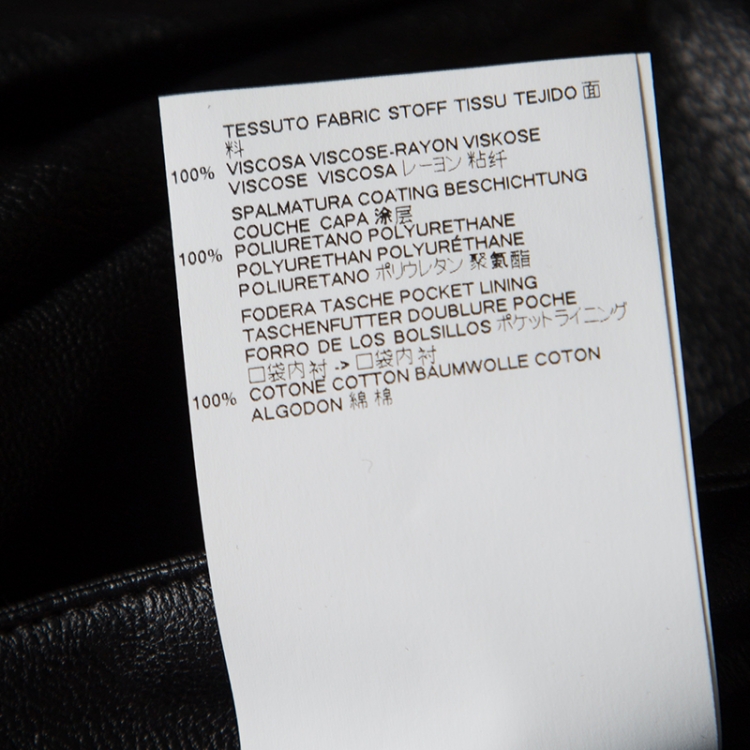 TESSUTO FABRIC STOFF TISSU TEJIDO 面
料
100% VISCOSA VISCOSE-RAYON VISKOSE
VISCOSE VISCOSA レーヨン 粘纤
SPALMATURA COATING BESCHICHTUNG
COUCHE CAPA 涂层
100% POLIURETANO POLYURETHANE
POLYURETHAN POLYURÉTHANE
POLIURETANO ポリウレタン 聚氨酯
FODERA TASCHE POCKET LINING
TASCHENFUTTER DOUBLURE POCHE
FORRO DE LOS BOLSILLOS ポケットライニング
口袋内衬 -> 口袋内衬
100% COTONE COTTON BAUMWOLLE COTON
ALGODON 綿 棉